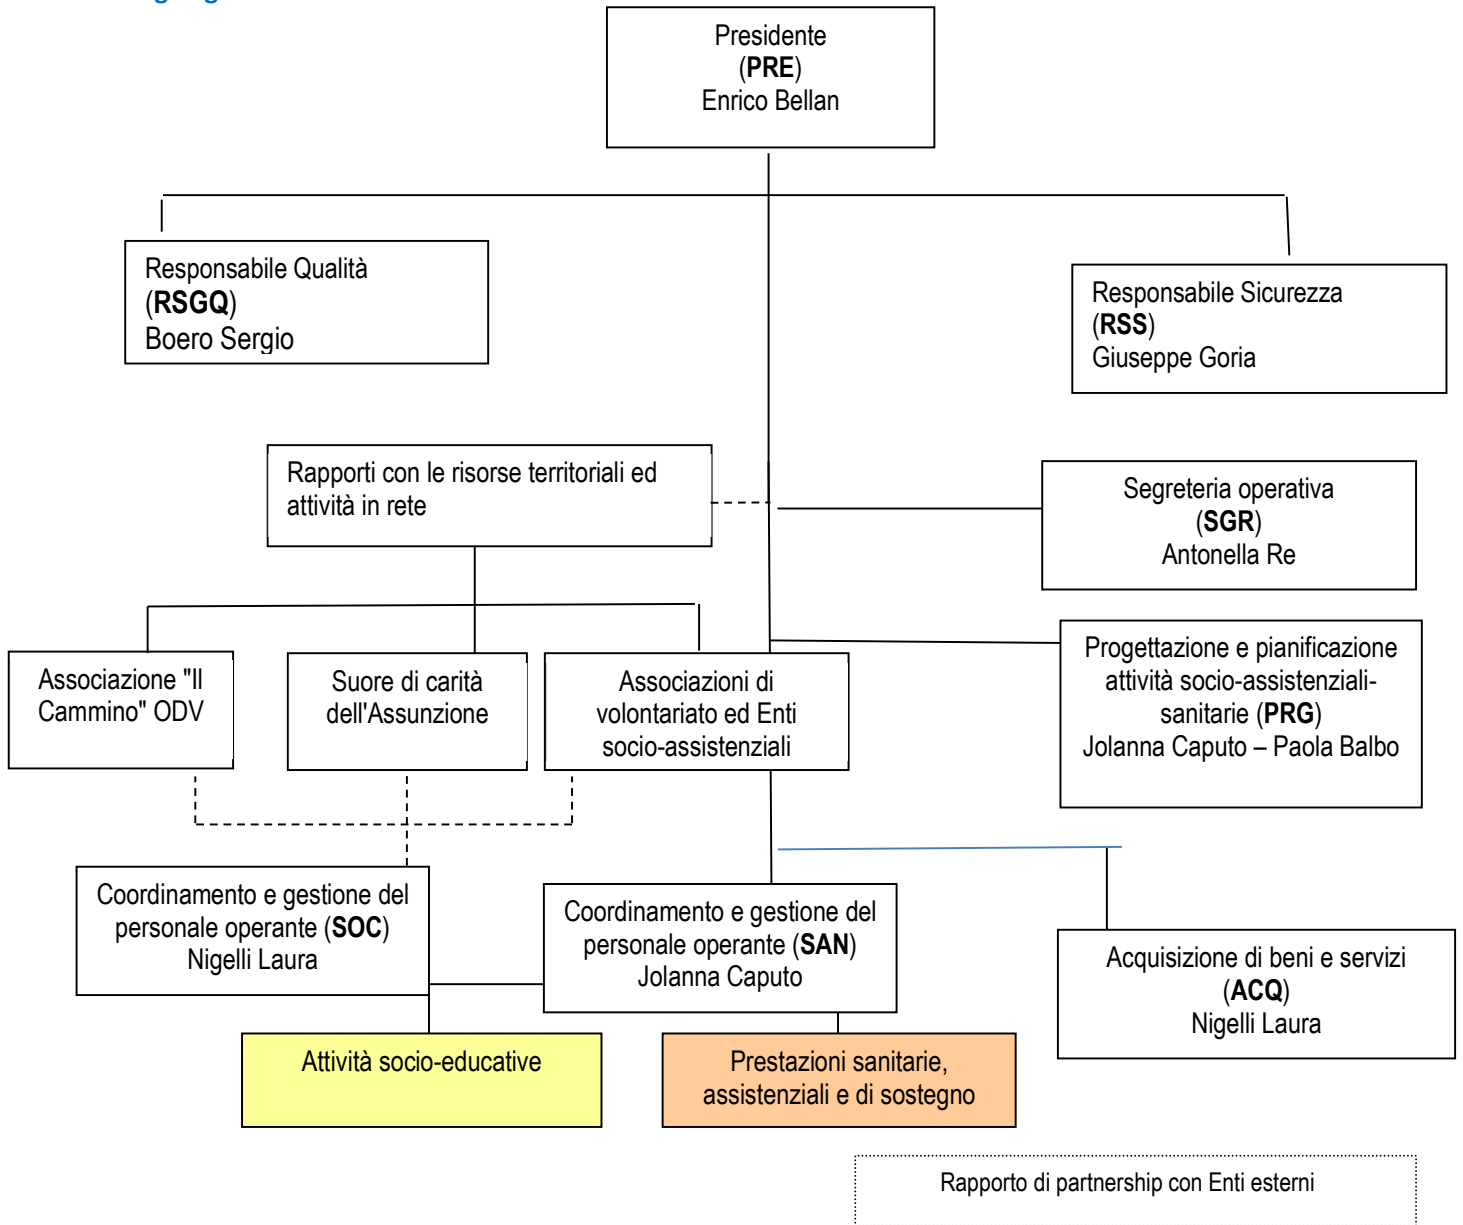 Presidente
(PRE)
Enrico Bellan
Responsabile Qualità
(RSGQ)
Boero Sergio
Responsabile Sicurezza
(RSS)
Giuseppe Goria
Rapporti con le risorse territoriali ed
attività in rete
Segreteria operativa
(SGR)
Antonella Re
Associazione "Il
Cammino" ODV
Suore di carità
dell'Assunzione
Associazioni di
volontariato ed Enti
socio-assistenziali
Progettazione e pianificazione
attività socio-assistenziali-
sanitarie (PRG)
Jolanna Caputo – Paola Balbo
Coordinamento e gestione del
personale operante (SOC)
Nigelli Laura
Coordinamento e gestione del
personale operante (SAN)
Jolanna Caputo
Acquisizione di beni e servizi
(ACQ)
Nigelli Laura
Attività socio-educative
Prestazioni sanitarie,
assistenziali e di sostegno
Rapporto di partnership con Enti esterni